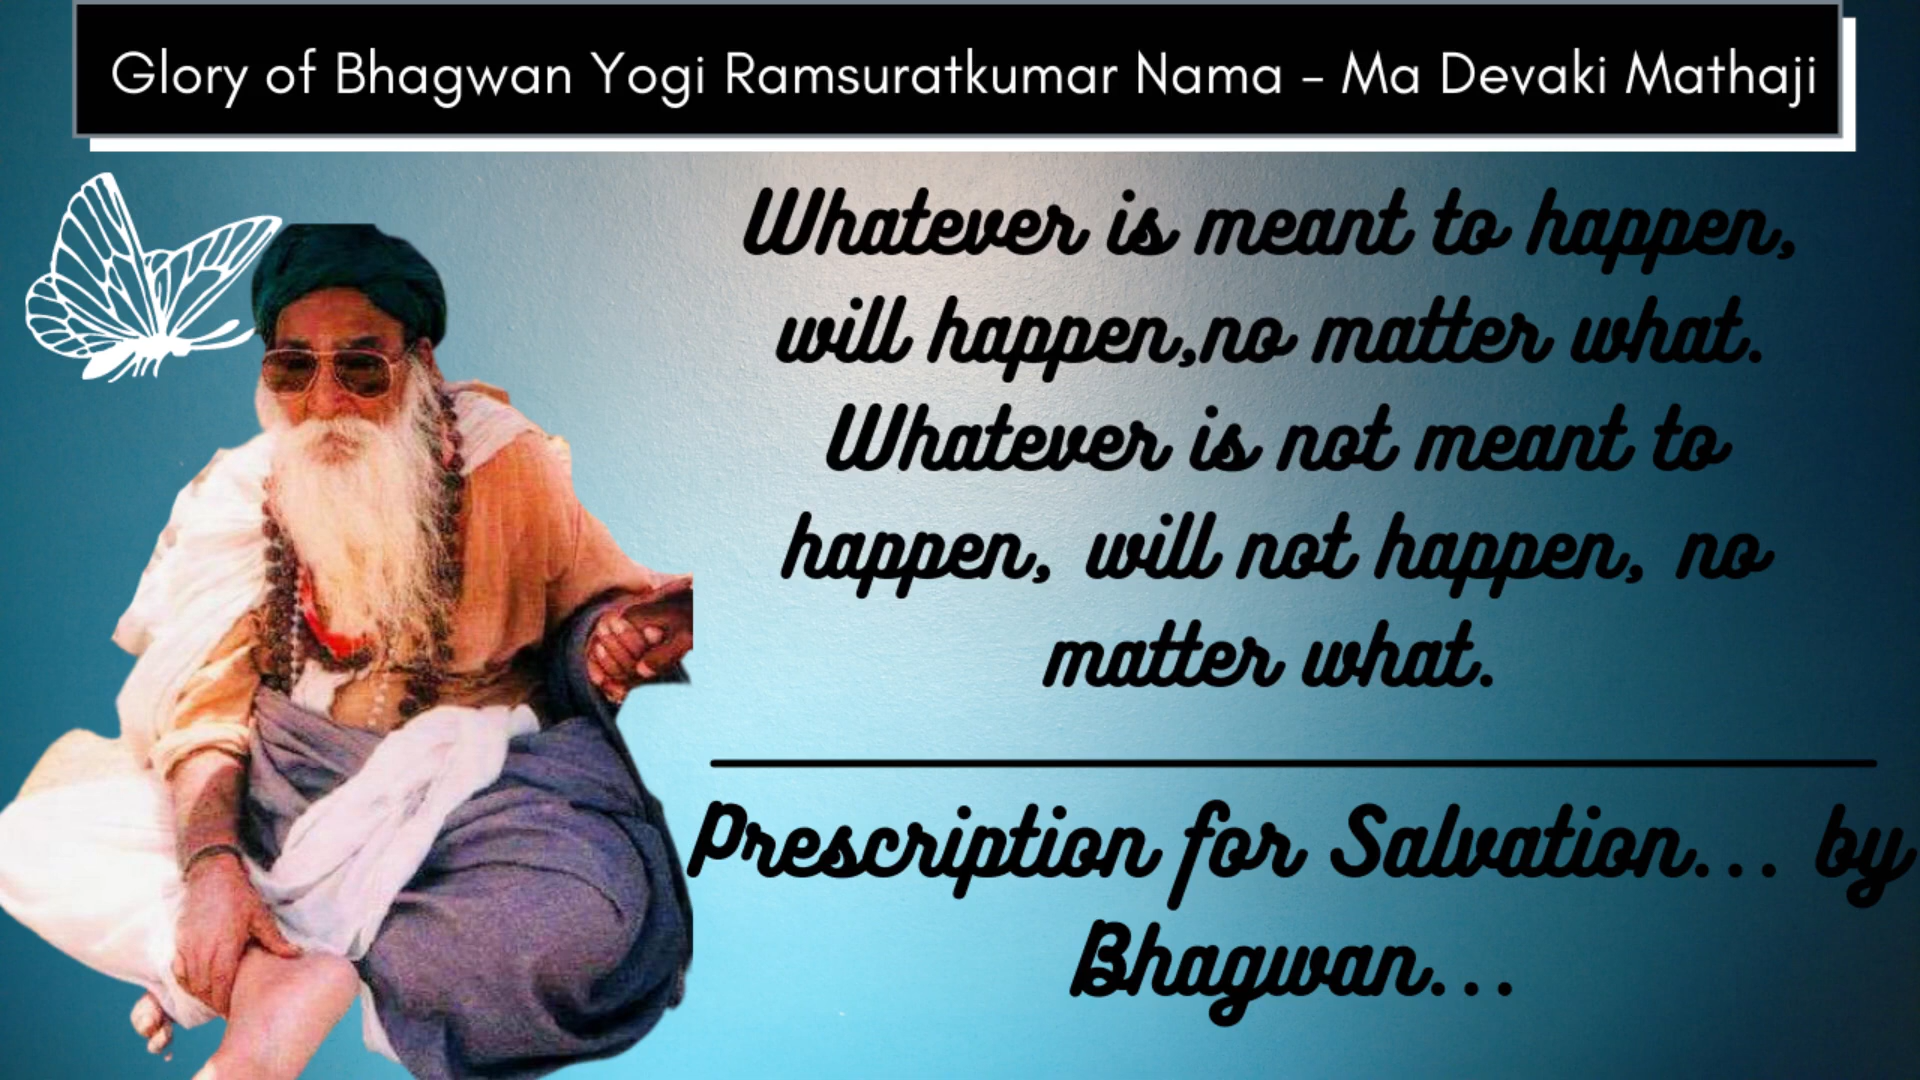 Glory of Bhagwan Yogi Ramsuratkumar Nama - Ma Devaki Mathaji
Whatever is meant to happen,
will happen,no matter what.
Whatever is not meant to
happen, will not happen, no
matter what.
Prescription for Salvation... by
Bhagwan...